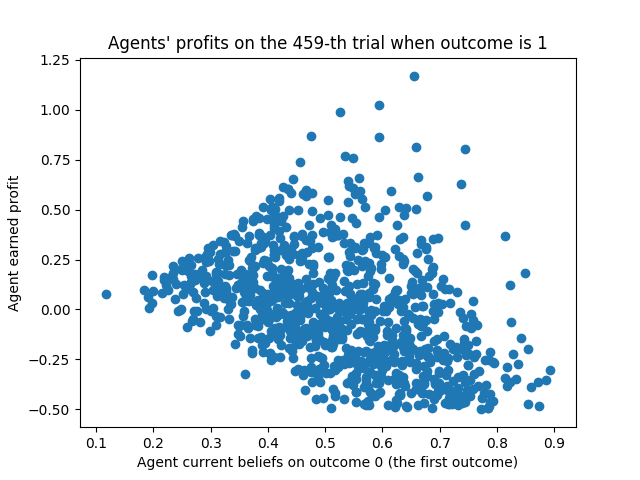 Agents' profits on the 459-th trial when outcome is 1
1.25
1.00
0.75
0.50
0.25
0.00
−0.25
−0.50
Agent earned profit
0.1 0.2 0.3 0.4 0.5 0.6 0.7 0.8 0.9
Agent current beliefs on outcome 0 (the first outcome)